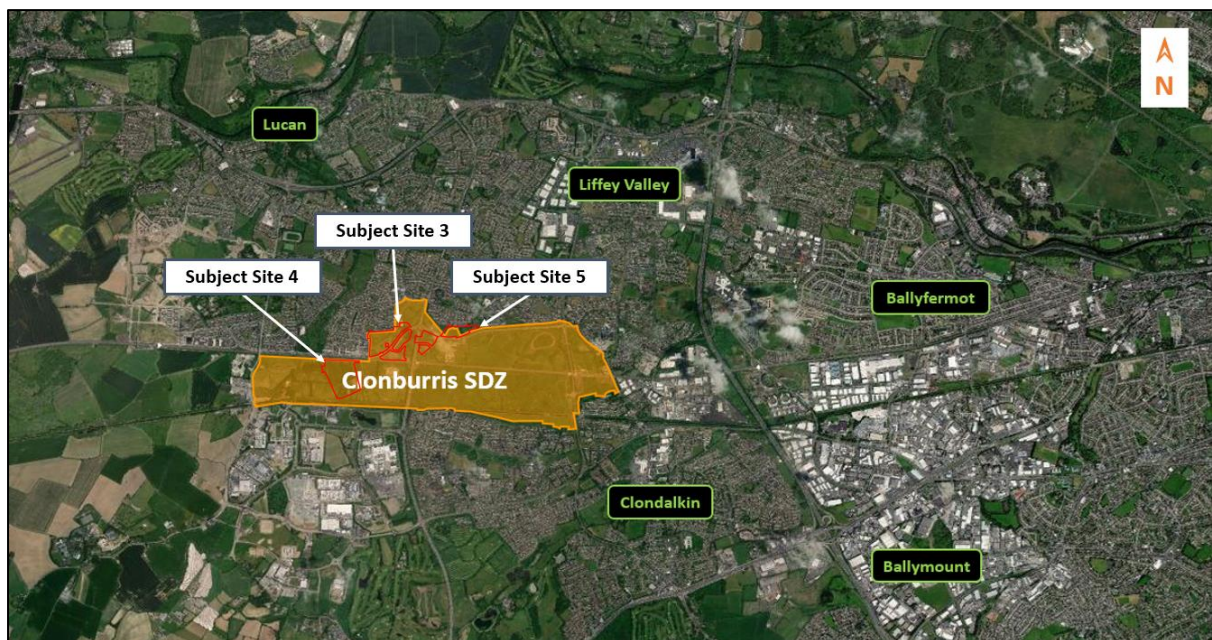 N
Lucan
Liffey Valley
Subject Site 3
Subject Site 4
Subject Site 5
Ballyfermot
Clonburris SDZ
Clondalkin
Ballymount